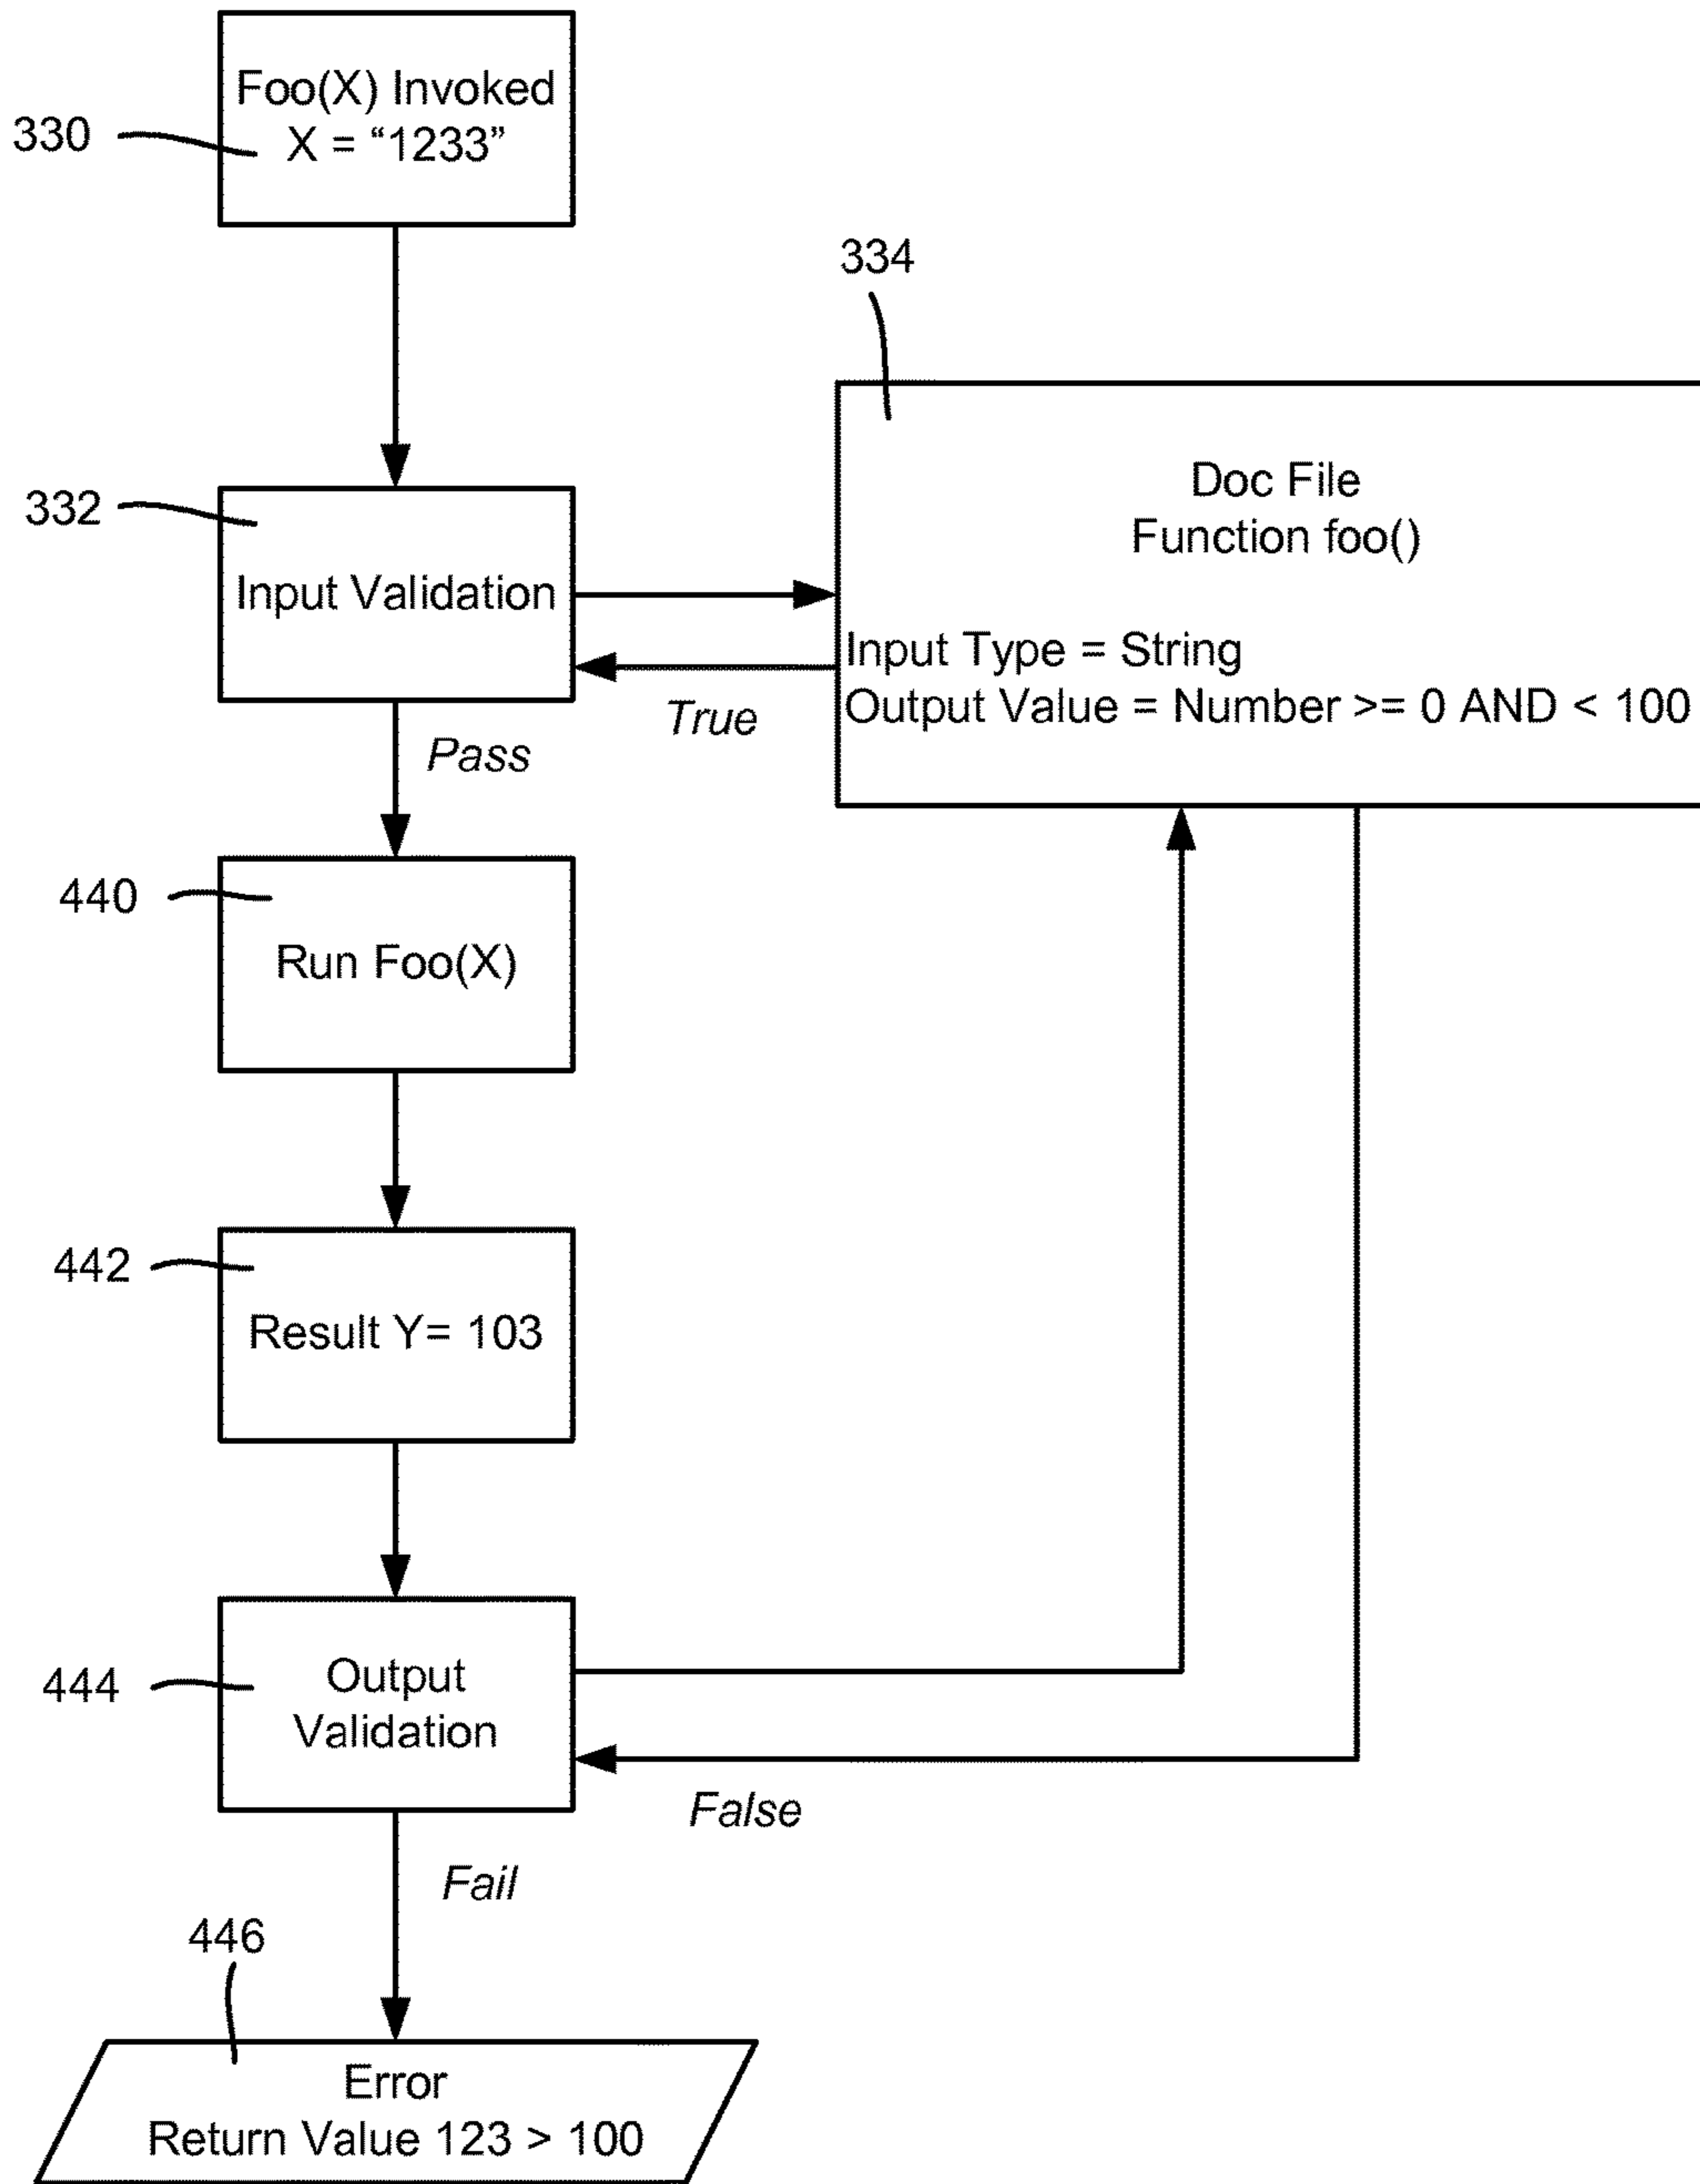 Foo(X) Invoked
X = “1233”
330
334
Doc File
Function foo()
332
Input Validation
Input Type = String
Output Value = Number >= 0 AND < 100
True
Pass
440
Run Foo(X)
442
Result Y= 103
444
Output
Validation
False
Fail
446
Error
Return Value 123 > 100